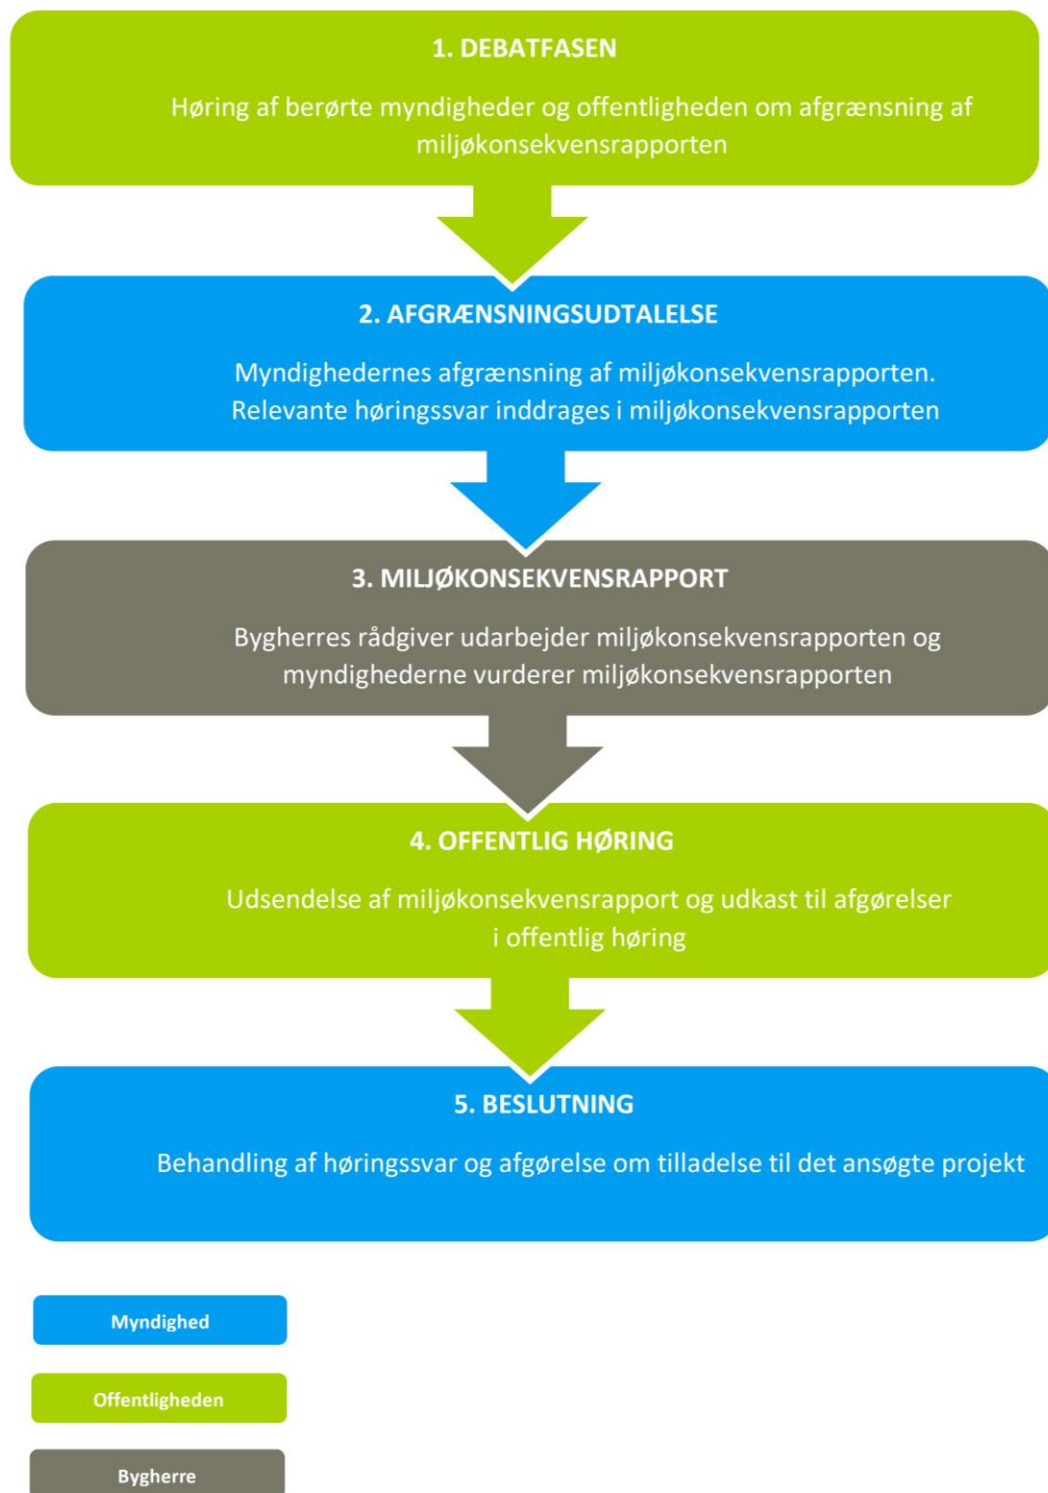 1. DEBATFASEN
Høring af berørte myndigheder og offentligheden om afgrænsning af
miljøkonsekvensrapporten
2. AFGRÆNSNINGSUDTALELSE
Myndighedernes afgrænsning af miljøkonsekvensrapporten.
Relevante høringssvar inddrages i miljøkonsekvensrapporten
3. MILJØKONSEKVENSRAPPORT
Bygherres rådgiver udarbejder miljøkonsekvensrapporten og
myndighederne vurderer miljøkonsekvensrapporten
4. OFFENTLIG HØRING
Udsendelse af miljøkonsekvensrapport og udkast til afgørelser
i offentlig høring
5. BESLUTNING
Behandling af høringssvar og afgørelse om tilladelse til det ansøgte projekt
Myndighed
Offentligheden
Bygherre